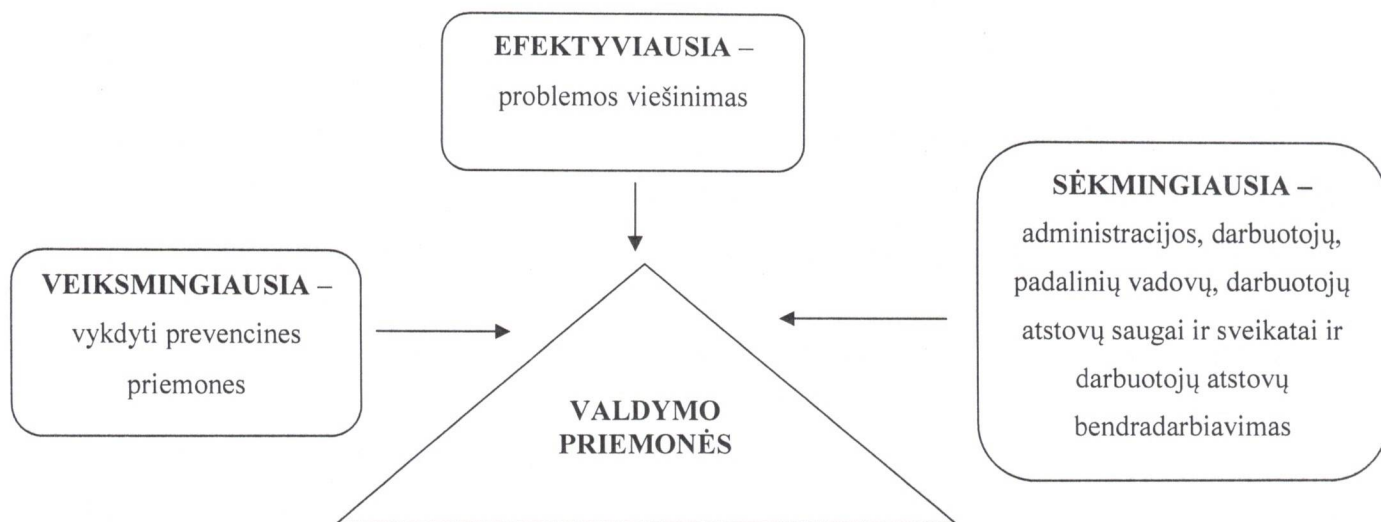 EFEKTYVIAUSIA –
problemos viešinimas
SĖKMINGIAUSIA –
administracijos, darbuotojų,
padalinių vadovų, darbuotojų
atstovų saugai ir sveikatai ir
darbuotojų atstovų
bendradarbiavimas
VEIKSMINGIAUSIA –
vykdyti prevencines
priemones
VALDYMO
PRIEMONĖS